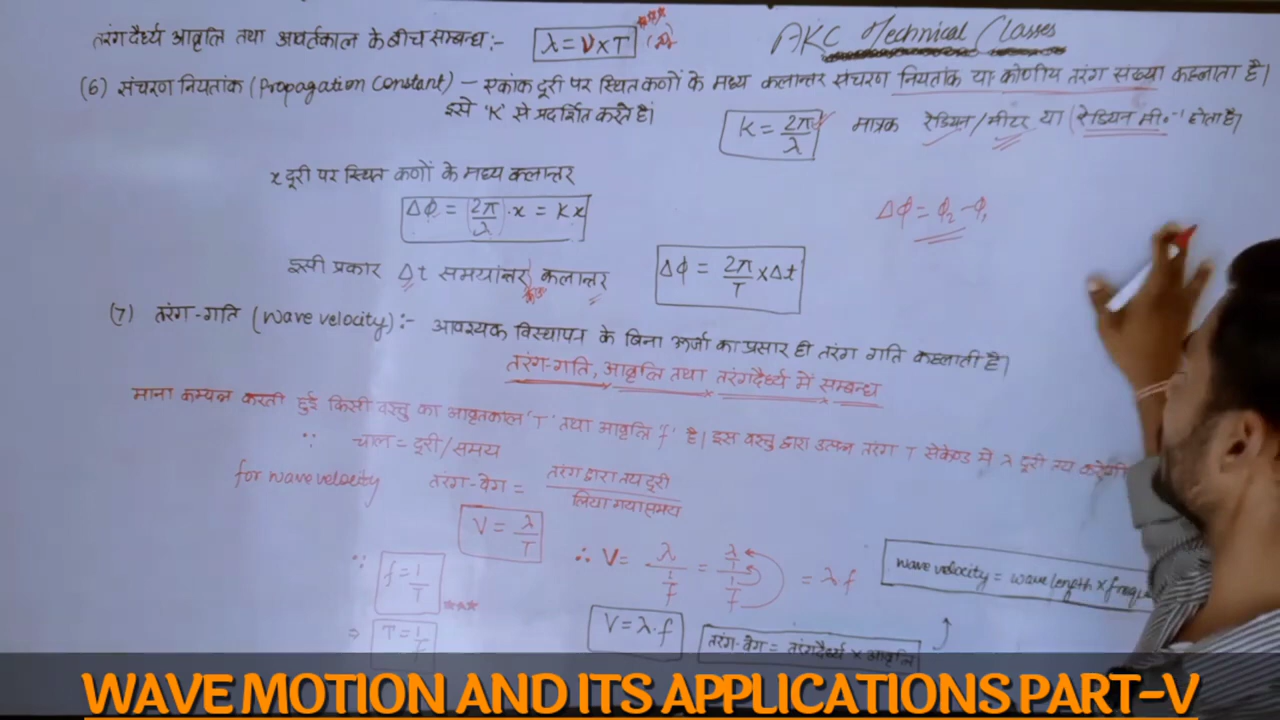 तरंगदैर्ध्य आवृत्ति तथा आवर्तकाल के बीच सम्बन्ध :- λ = V × T
AKC Technical Classes
(6) संचरण नियतांक (Propagation Constant) – एकांक दूरी पर स्थित कणों के मध्य कलान्तर संचरण नियतांक या कोणीय तरंग संख्या कहलाता है।
इसे 'K' से प्रदर्शित करते है। K = 2π/λ मात्रक रेडियन/मीटर या (रेडियन मी.⁻¹ होता है)
x दूरी पर स्थित कणों के मध्य कलान्तर
Δφ = (2π/λ)·x = Kx Δφ = φ₂ – φ₁
इसी प्रकार Δt समयान्तर कलान्तर Δφ = 2π/T × Δt
(7) तरंग-गति (wave velocity) :- आवश्यक विस्थापन के बिना ऊर्जा का प्रसार ही तरंग गति कहलाती है।
तरंग-गति, आवृत्ति तथा तरंगदैर्ध्य में सम्बन्ध
माना कम्पन करती हुई किसी वस्तु का आवृतकाल 'T' तथा आवृत्ति 'f' है। इस वस्तु द्वारा उत्पन्न तरंग T सेकेण्ड में λ दूरी तय करेगी
∵ चाल = दूरी/समय
for wave velocity तरंग-वेग = तरंग द्वारा तय दूरी/लिया गया समय
V = λ/T
∵ f = 1/T ∴ V = λ/(1/f) = (λ/1)/(1/f) = λf
wave velocity = wave length × frequ
⇒ T = 1/f V = λ·f तरंग-वेग = तरंगदैर्ध्य × आवृत्ति
WAVE MOTION AND ITS APPLICATIONS PART-V